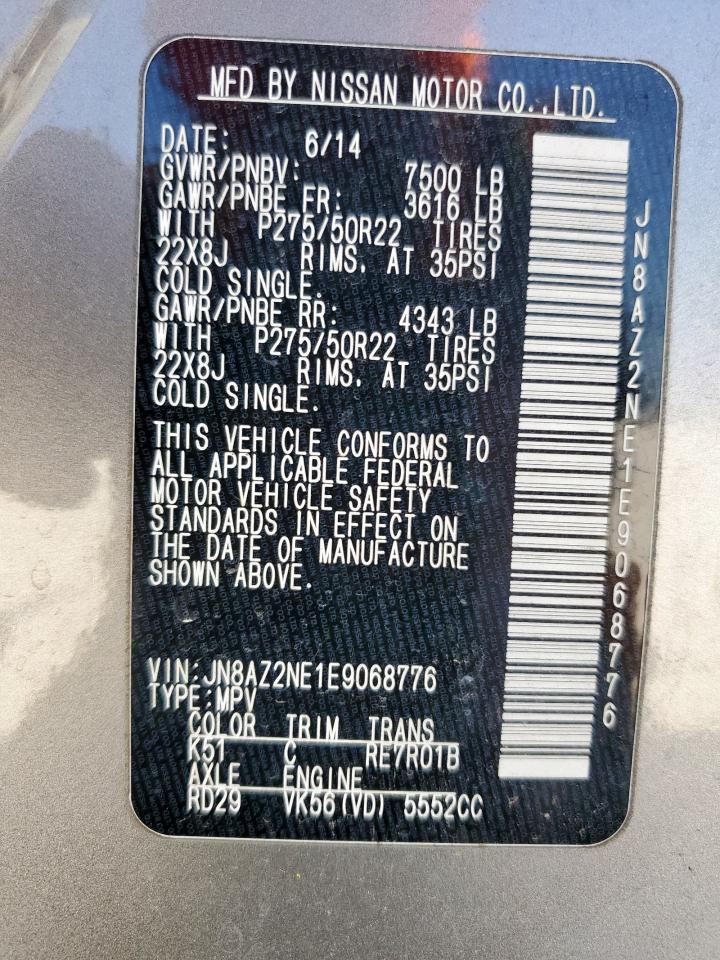 MFD BY NISSAN MOTOR CO.,LTD.
DATE: 6/14
GVWR/PNBV: 7500 LB
GAWR/PNBE FR: 3616 LB
WITH P275/50R22 TIRES
22X8J RIMS. AT 35PSI
COLD SINGLE.
GAWR/PNBE RR: 4343 LB
WITH P275/50R22 TIRES
22X8J RIMS. AT 35PSI
COLD SINGLE.
THIS VEHICLE CONFORMS TO
ALL APPLICABLE FEDERAL
MOTOR VEHICLE SAFETY
STANDARDS IN EFFECT ON
THE DATE OF MANUFACTURE
SHOWN ABOVE.
VIN:JN8AZ2NE1E9068776
TYPE:MPV
COLOR TRIM TRANS
K51 C RE7R01B
AXLE ENGINE
RD29 VK56(VD) 5552CC
JN8AZ2NE1E9068776